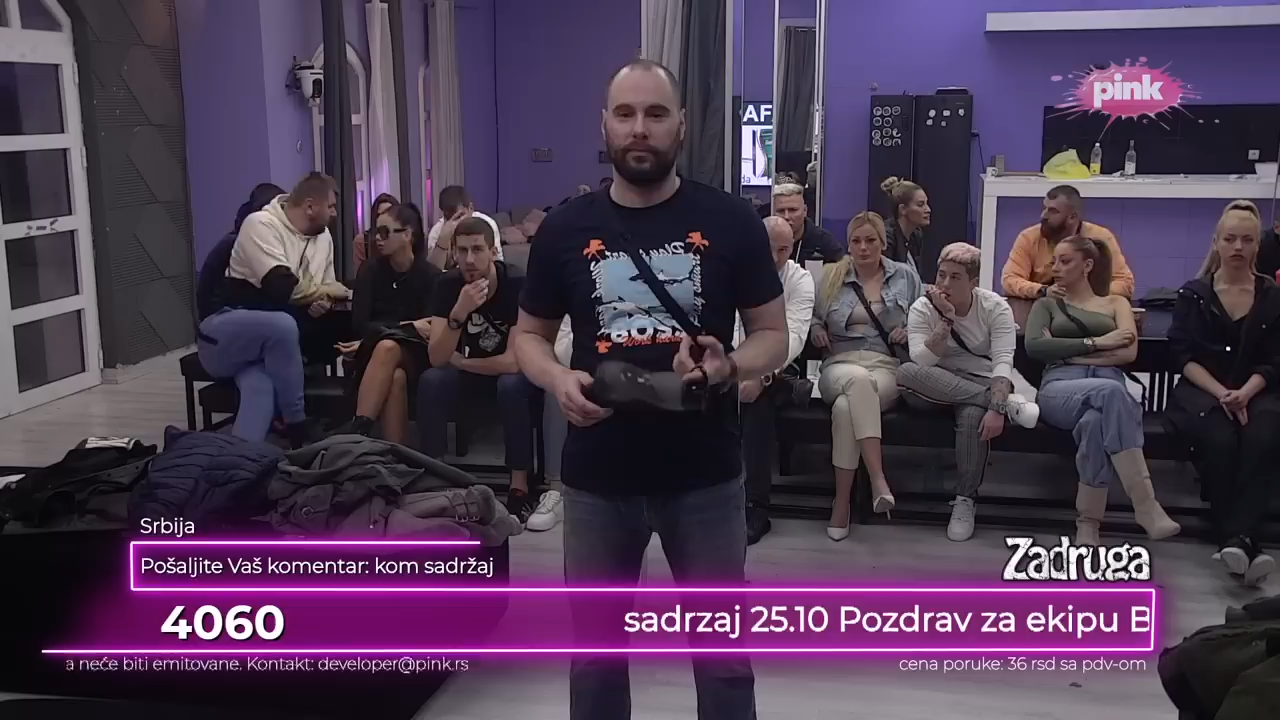 pink
AF
Srbija
Pošaljite Vaš komentar: kom sadržaj
Zadruga
4060
sadrzaj 25.10 Pozdrav za ekipu B
a neće biti emitovane. Kontakt: developer@pink.rs
cena poruke: 36 rsd sa pdv-om